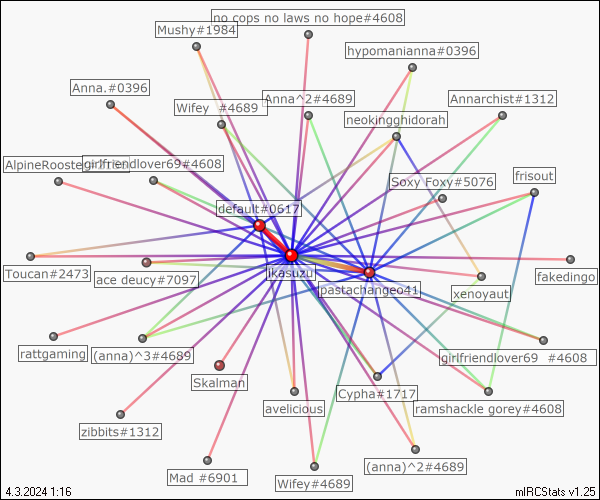 no cops no laws no hope#4608
Mushy#1984
hypomanianna#0396
Anna.#0396
Wifey  #4689
Anna^2#4689
Annarchist#1312
neokingghidorah
AlpineRooster
girlfriendlover69#4608
Soxy Foxy#5076
frisout
default#0617
Toucan#2473
ace deucy#7097
jkasuzu
pastachangeo41
xenoyaut
fakedingo
rattgaming
(anna)^3#4689
girlfriendlover69  #4608
Skalman
Cypha#1717
avelicious
ramshackle gorey#4608
zibbits#1312
Mad #6901
Wifey#4689
(anna)^2#4689
4.3.2024 1:16
mIRCStats v1.25